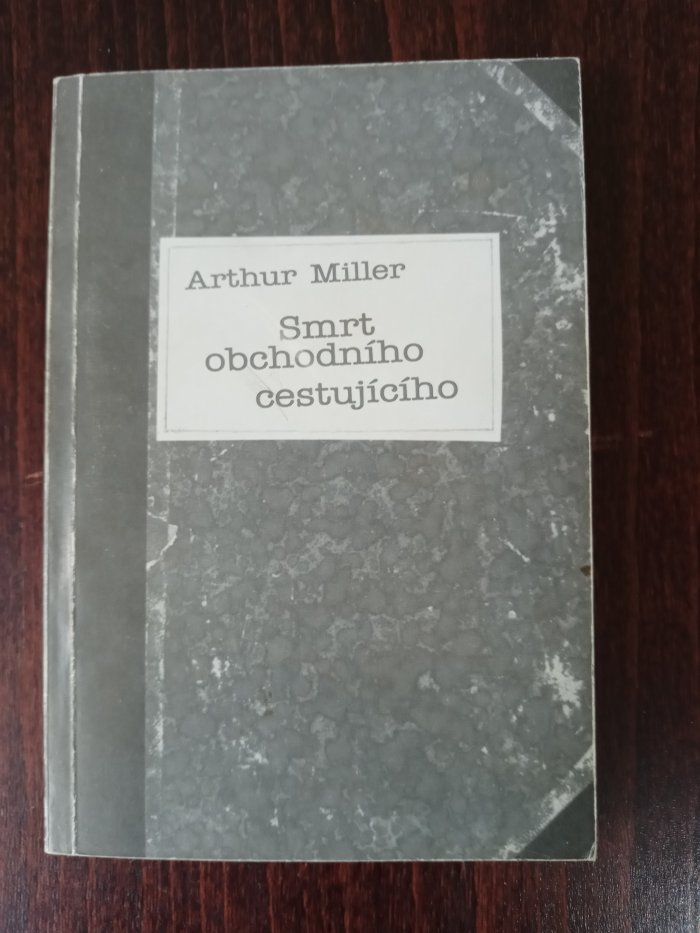 Arthur Miller
Smrt
obchodního
cestujícího